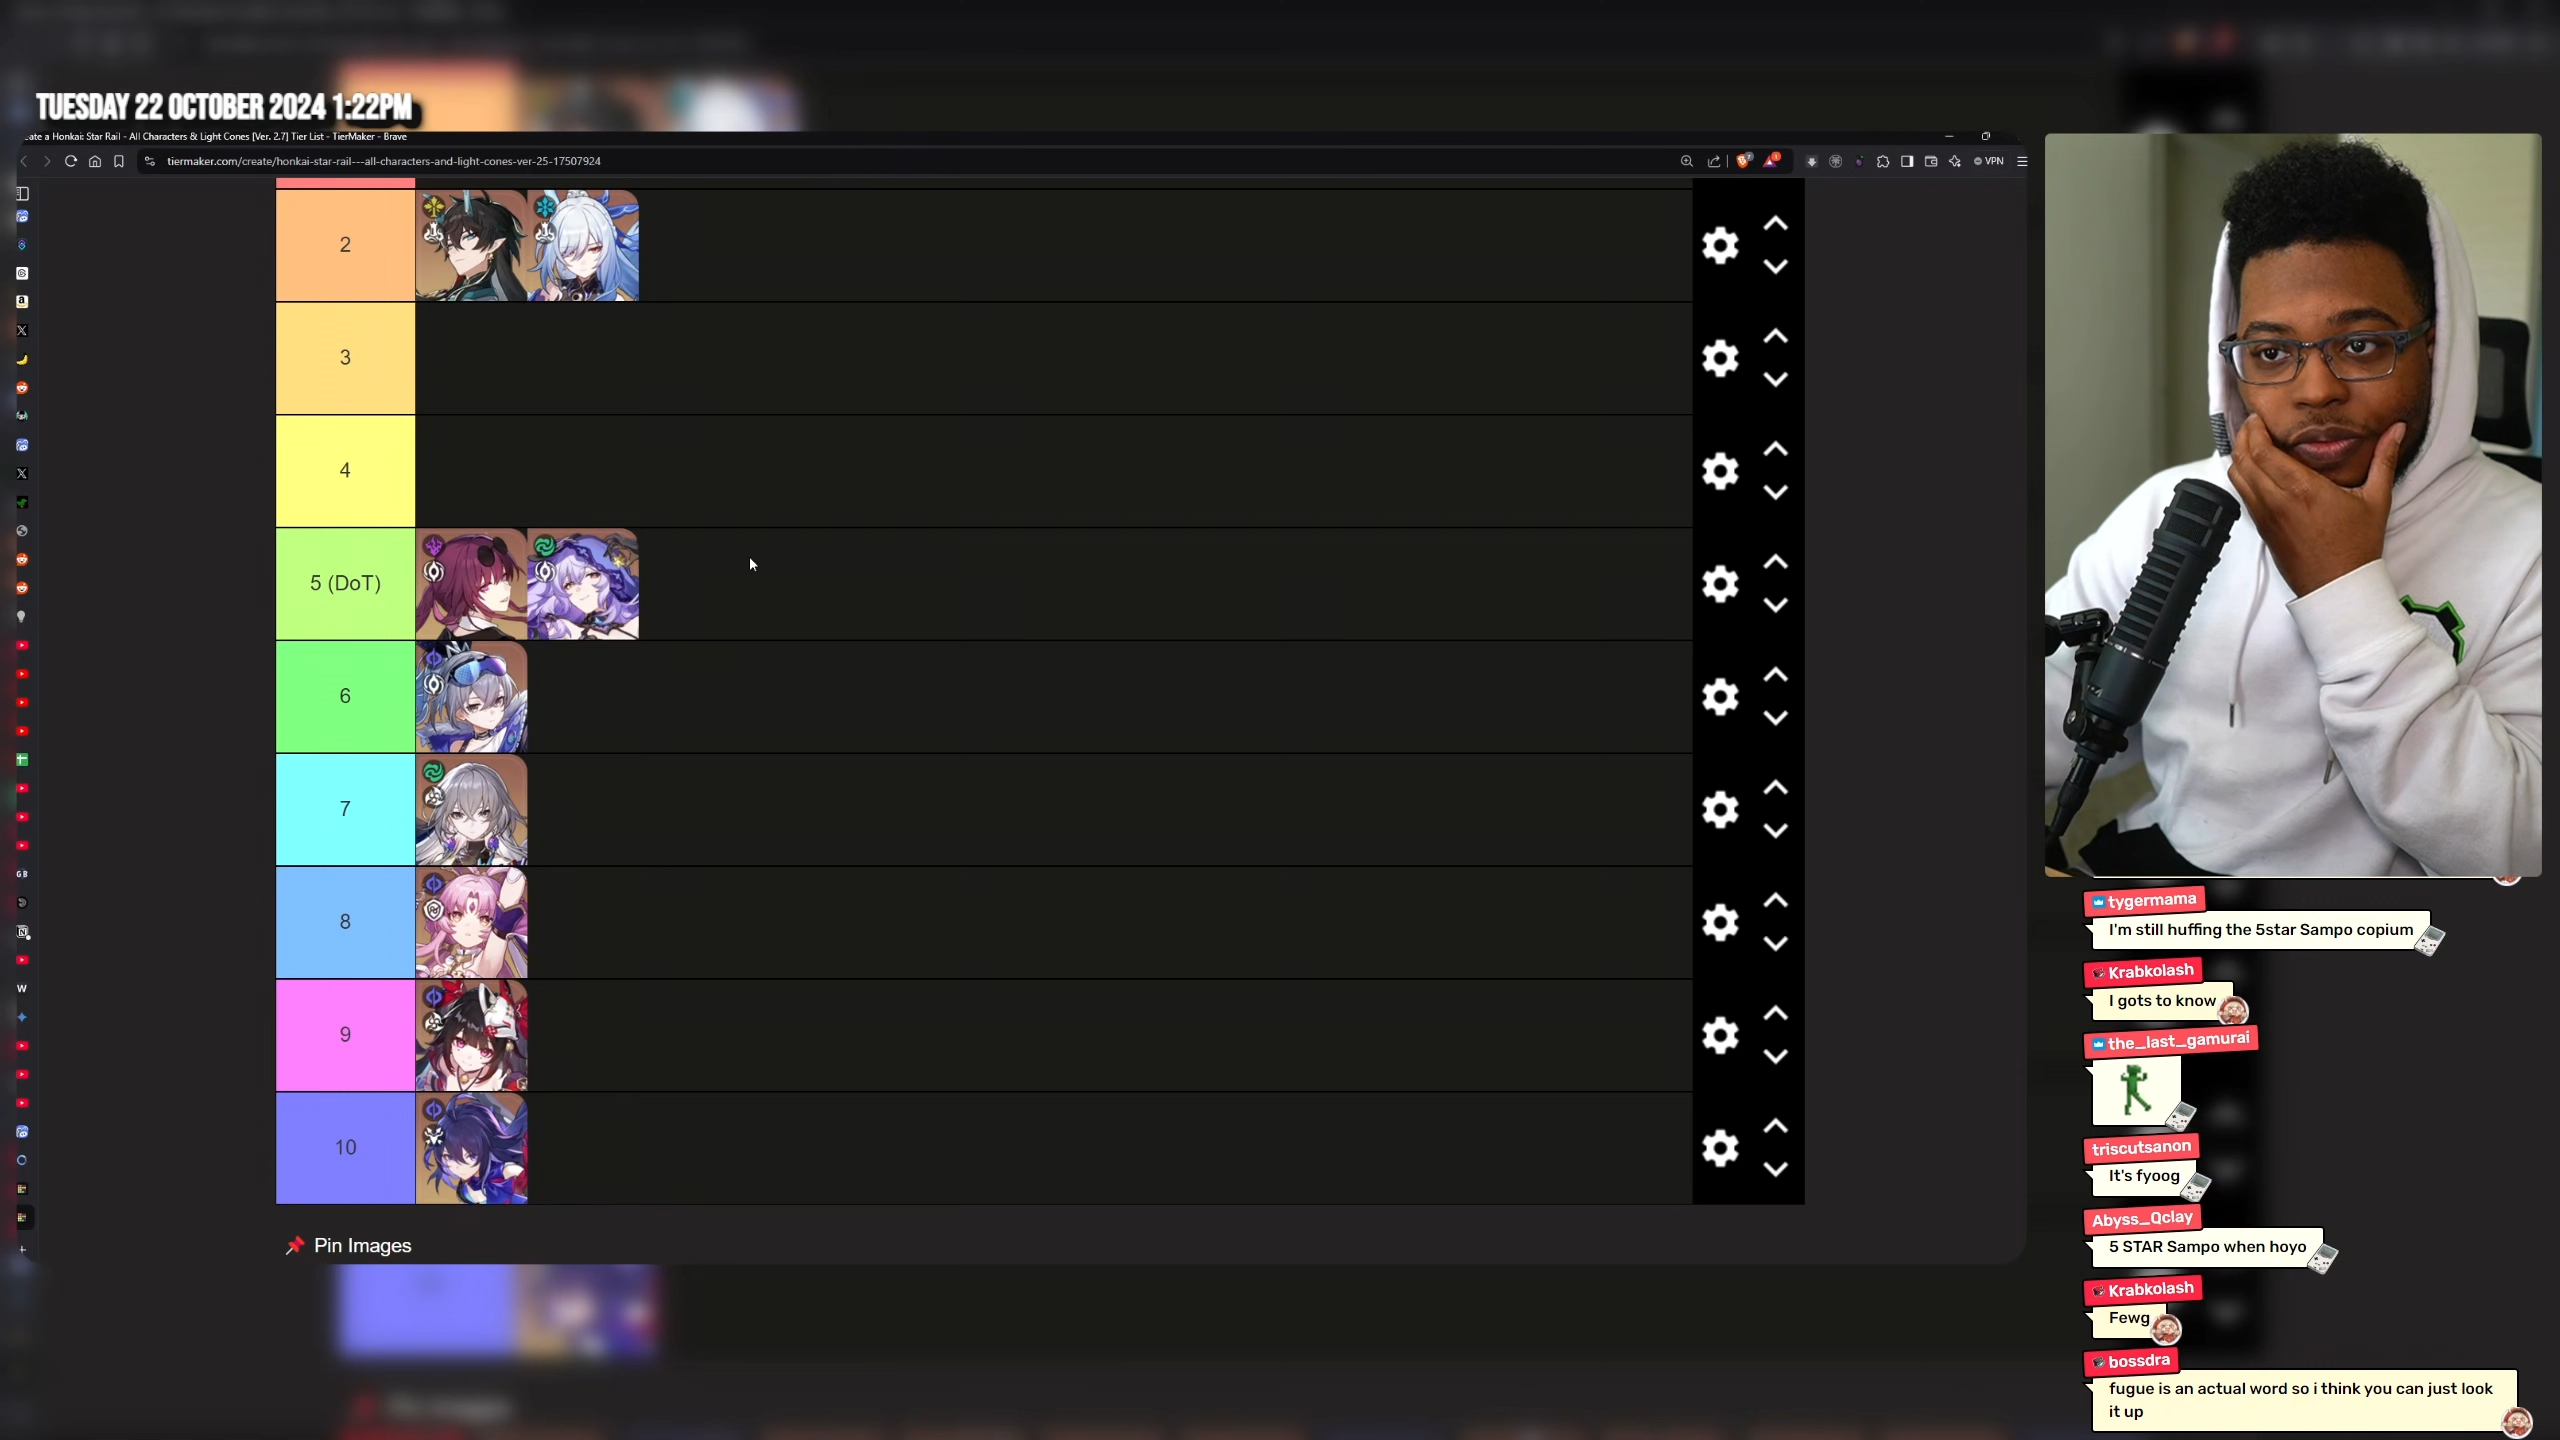 TUESDAY 22 OCTOBER 2024 1:22PM
ate a Honkai: Star Rail - All Characters & Light Cones [Ver. 2.7] Tier List - TierMaker - Brave
tiermaker.com/create/honkai-star-rail---all-characters-and-light-cones-ver-25-17507924
VPN
2
3
4
5 (DoT)
6
7
8
9
10
Pin Images
tygermama
I'm still huffing the 5star Sampo copium
Krabkolash
I gots to know
the_last_gamurai
triscutsanon
It's fyoog
Abyss_Qclay
5 STAR Sampo when hoyo
Krabkolash
Fewg
bossdra
fugue is an actual word so i think you can just look
it up